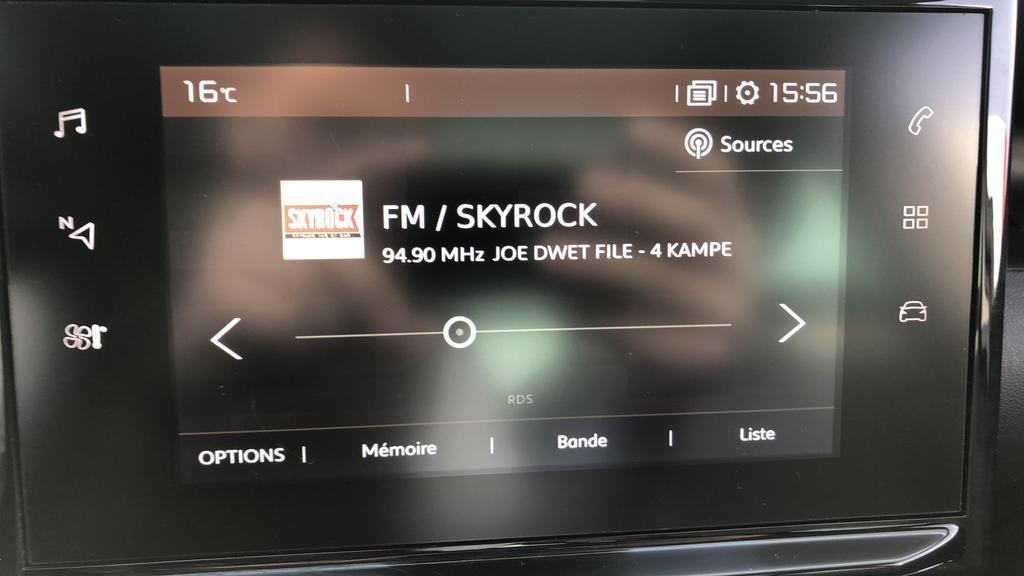 16°C
15:56
Sources
SKYROCK
FM / SKYROCK
94.90 MHz JOE DWET FILE - 4 KAMPE
N
RDS
OPTIONS | Mémoire | Bande | Liste